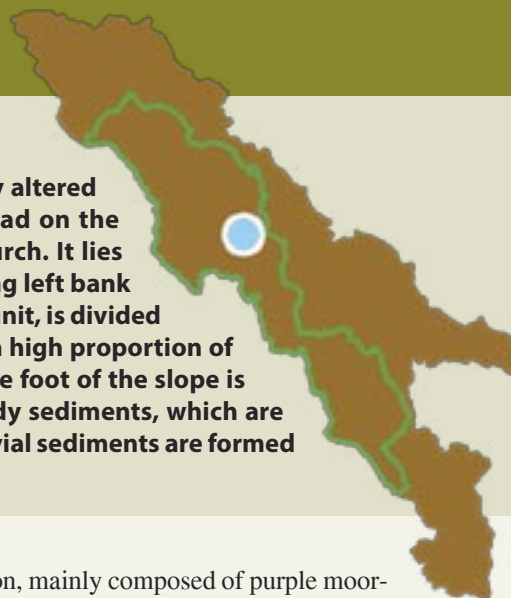 altered
ad on the
urch. It lies
g left bank
unit, is divided
high proportion of
e foot of the slope is
dy sediments, which are
vial sediments are formed
on, mainly composed of purple moor-